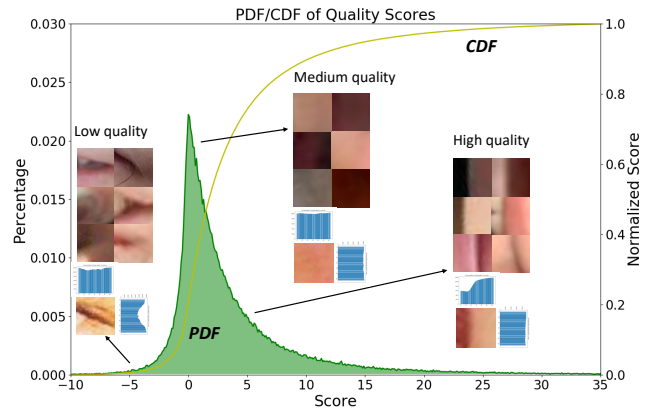 PDF/CDF of Quality Scores
0.030
0.025
0.020
0.015
0.010
0.005
0.000
Percentage
1.0
0.8
0.6
0.4
0.2
0.0
Normalized Score
CDF
Medium quality
Low quality
High quality
PDF
-10 -5 0 5 10 15 20 25 30 35
Score